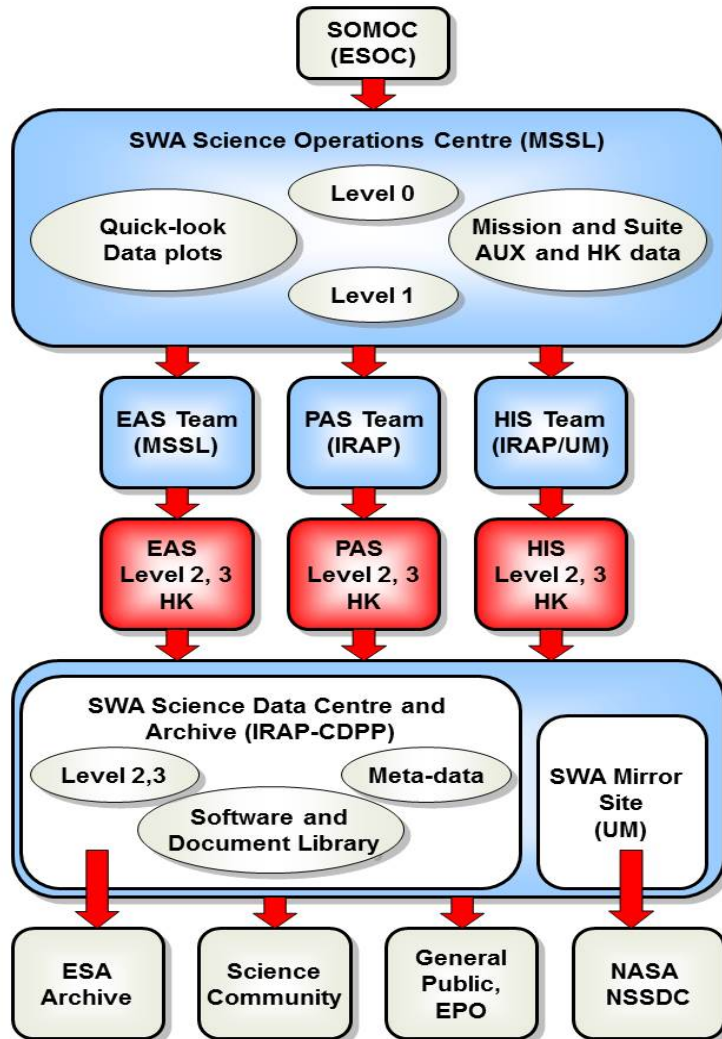 SOMOC
(ESOC)
SWA Science Operations Centre (MSSL)
Level 0
Quick-look
Data plots
Mission and Suite
AUX and HK data
Level 1
EAS Team
(MSSL)
PAS Team
(IRAP)
HIS Team
(IRAP/UM)
EAS
Level 2, 3
HK
PAS
Level 2, 3
HK
HIS
Level 2, 3
HK
SWA Science Data Centre and
Archive (IRAP-CDPP)
Level 2,3
Meta-data
Software and
Document Library
SWA Mirror
Site
(UM)
ESA
Archive
Science
Community
General
Public,
EPO
NASA
NSSDC